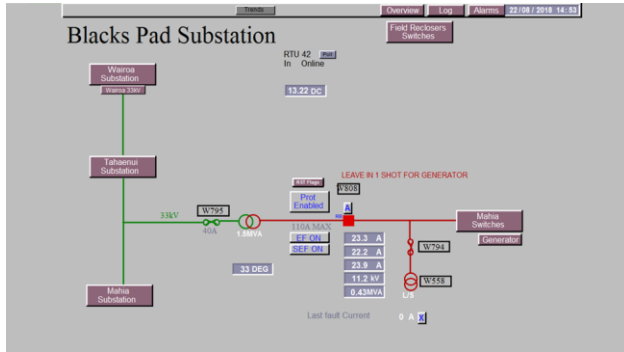 Trends
Overview
Log
Alarms
22/08/2018 14:53
Blacks Pad Substation
Field Reclosers
Switches
RTU 42
Poll
In Online
Wairoa
Substation
Wairoa 33kV
13.22 DC
Tahaenui
Substation
LEAVE IN 1 SHOT FOR GENERATOR
W808
Prot
Enabled
A
33kV
W795
40A
1.5MVA
110A MAX
EF ON
SEF ON
Mahia
Switches
Generator
23.3 A
22.2 A
23.9 A
11.2 kV
0.43MVA
W794
33 DEG
W558
L/S
Mahia
Substation
Last fault Current
0 A X